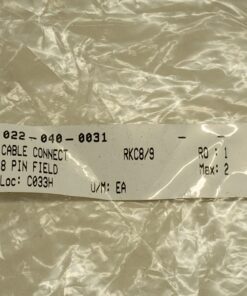 022-040-0031 - -
CABLE CONNECT RKC8/9 RO: 1
8 PIN FIELD Max: 2
Loc: C033H U/M: EA